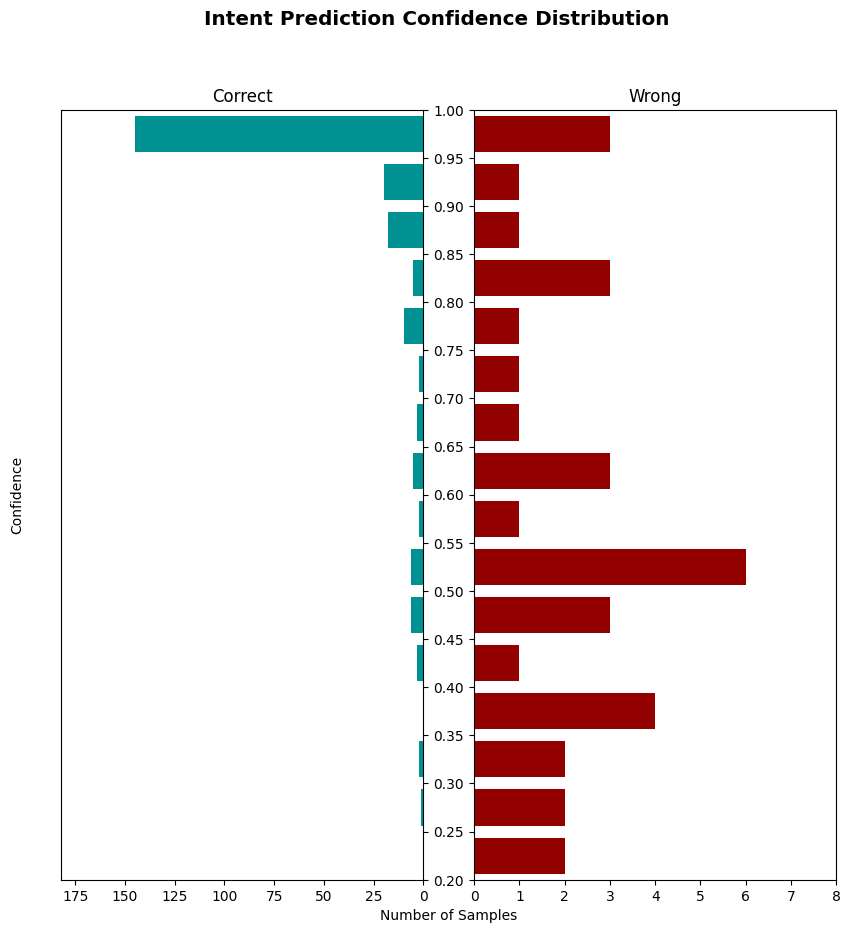 Intent Prediction Confidence Distribution
Correct
Wrong
1.00
0.95
0.90
0.85
0.80
0.75
0.70
0.65
0.60
0.55
0.50
0.45
0.40
0.35
0.30
0.25
0.20
Confidence
175 150 125 100 75 50 25 0
0 1 2 3 4 5 6 7 8
Number of Samples